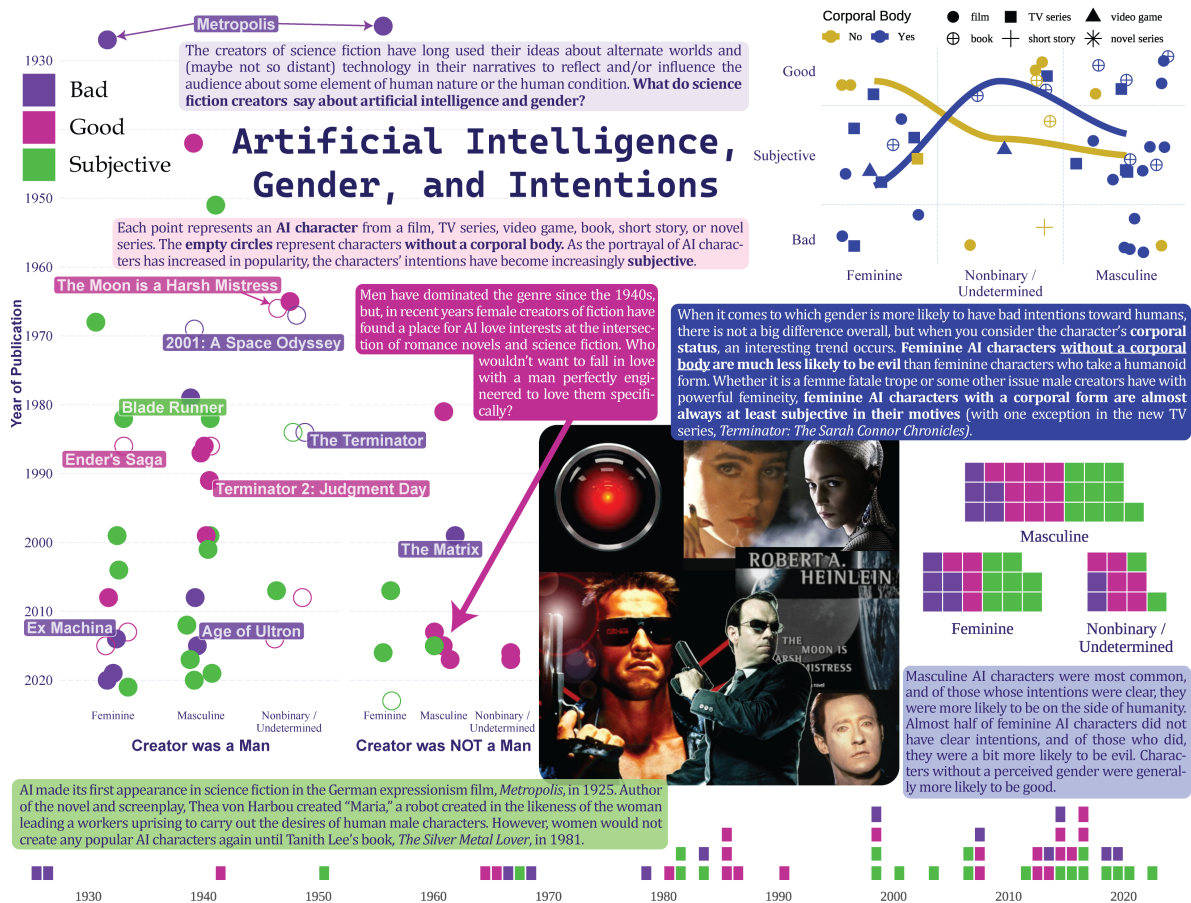 Metropolis
The creators of science fiction have long used their ideas about alternate worlds and
(maybe not so distant) technology in their narratives to reflect and/or influence the
audience about some element of human nature or the human condition. What do science
fiction creators say about artificial intelligence and gender?
Bad
Good
Subjective
Artificial Intelligence,
Gender, and Intentions
Each point represents an AI character from a film, TV series, video game, book, short story, or novel
series. The empty circles represent characters without a corporal body. As the portrayal of AI charac-
ters has increased in popularity, the characters' intentions have become increasingly subjective.
Corporal Body
No
Yes
film
TV series
video game
book
short story
novel series
Good
Subjective
Bad
Feminine
Nonbinary /
Undetermined
Masculine
Year of Publication
1930
1950
1960
1970
1980
1990
2000
2010
2020
The Moon is a Harsh Mistress
2001: A Space Odyssey
Blade Runner
The Terminator
Ender's Saga
Terminator 2: Judgment Day
The Matrix
Ex Machina
Age of Ultron
Feminine
Masculine
Nonbinary /
Undetermined
Creator was a Man
Feminine
Masculine
Nonbinary /
Undetermined
Creator was NOT a Man
Men have dominated the genre since the 1940s,
but, in recent years female creators of fiction have
found a place for AI love interests at the intersec-
tion of romance novels and science fiction. Who
wouldn't want to fall in love
with a man perfectly engi-
neered to love them specifi-
cally?
When it comes to which gender is more likely to have bad intentions toward humans,
there is not a big difference overall, but when you consider the character's corporal
status, an interesting trend occurs. Feminine AI characters without a corporal
body are much less likely to be evil than feminine characters who take a humanoid
form. Whether it is a femme fatale trope or some other issue male creators have with
powerful femineity, feminine AI characters with a corporal form are almost
always at least subjective in their motives (with one exception in the new TV
series, Terminator: The Sarah Connor Chronicles).
ROBERT A.
HEINLEIN
THE
MOON IS
MISTRESS
Masculine
Feminine
Nonbinary /
Undetermined
Masculine AI characters were most common,
and of those whose intentions were clear, they
were more likely to be on the side of humanity.
Almost half of feminine AI characters did not
have clear intentions, and of those who did,
they were a bit more likely to be evil. Charac-
ters without a perceived gender were general-
ly more likely to be good.
AI made its first appearance in science fiction in the German expressionism film, Metropolis, in 1925. Author
of the novel and screenplay, Thea von Harbou created “Maria,” a robot created in the likeness of the woman
leading a workers uprising to carry out the desires of human male characters. However, women would not
create any popular AI characters again until Tanith Lee's book, The Silver Metal Lover, in 1981.
1930
1940
1950
1960
1970
1980
1990
2000
2010
2020